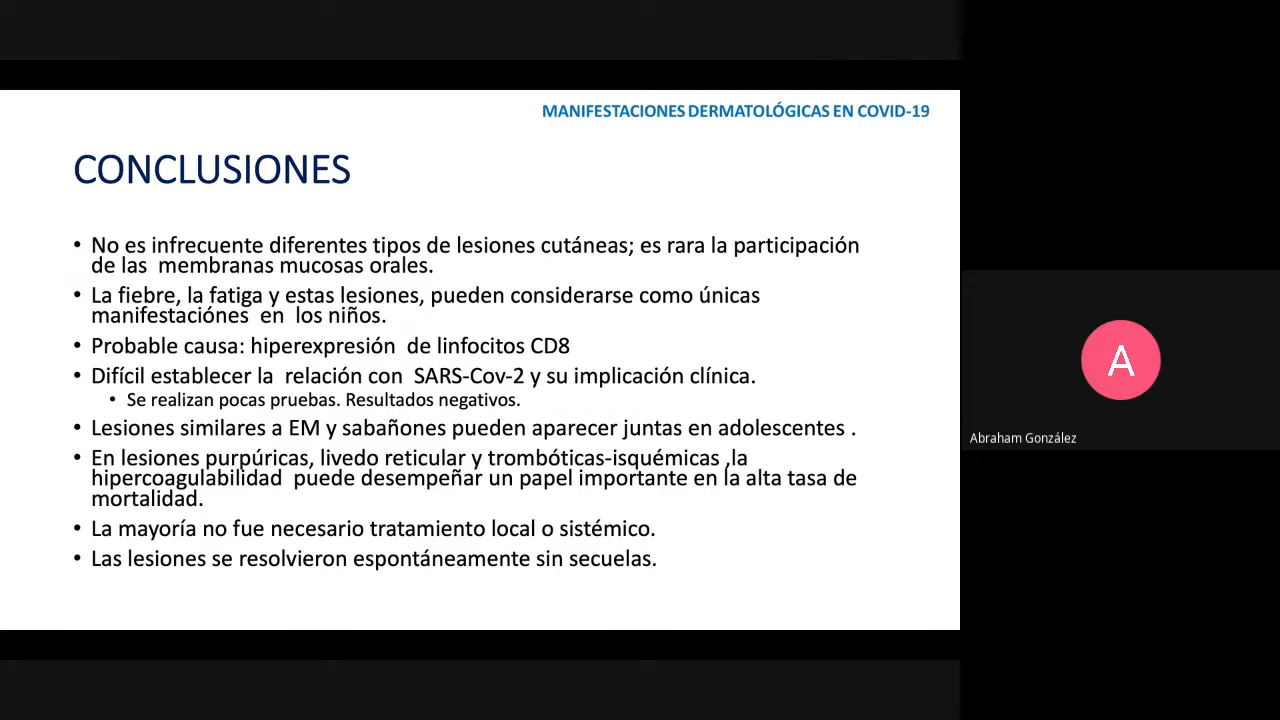 MANIFESTACIONES DERMATOLÓGICAS EN COVID-19
CONCLUSIONES
• No es infrecuente diferentes tipos de lesiones cutáneas; es rara la participación
de las membranas mucosas orales.
• La fiebre, la fatiga y estas lesiones, pueden considerarse como únicas
manifestaciónes en los niños.
• Probable causa: hiperexpresión de linfocitos CD8
• Difícil establecer la relación con SARS-Cov-2 y su implicación clínica.
• Se realizan pocas pruebas. Resultados negativos.
• Lesiones similares a EM y sabañones pueden aparecer juntas en adolescentes .
• En lesiones purpúricas, livedo reticular y trombóticas-isquémicas ,la
hipercoagulabilidad puede desempeñar un papel importante en la alta tasa de
mortalidad.
• La mayoría no fue necesario tratamiento local o sistémico.
• Las lesiones se resolvieron espontáneamente sin secuelas.
A
Abraham González